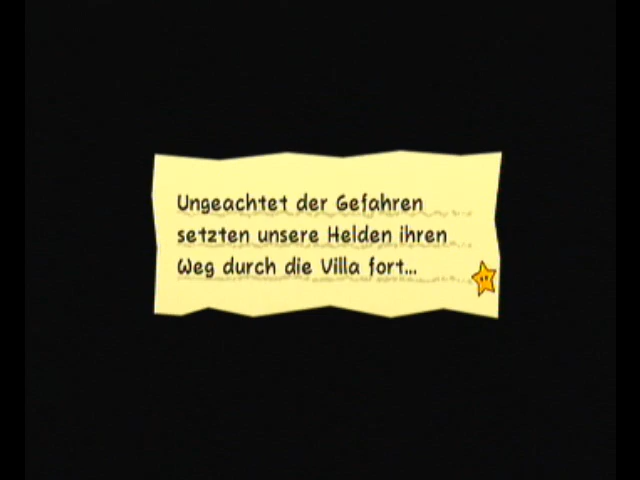 Ungeachtet der Gefahren
setzten unsere Helden ihren
Weg durch die Villa fort...